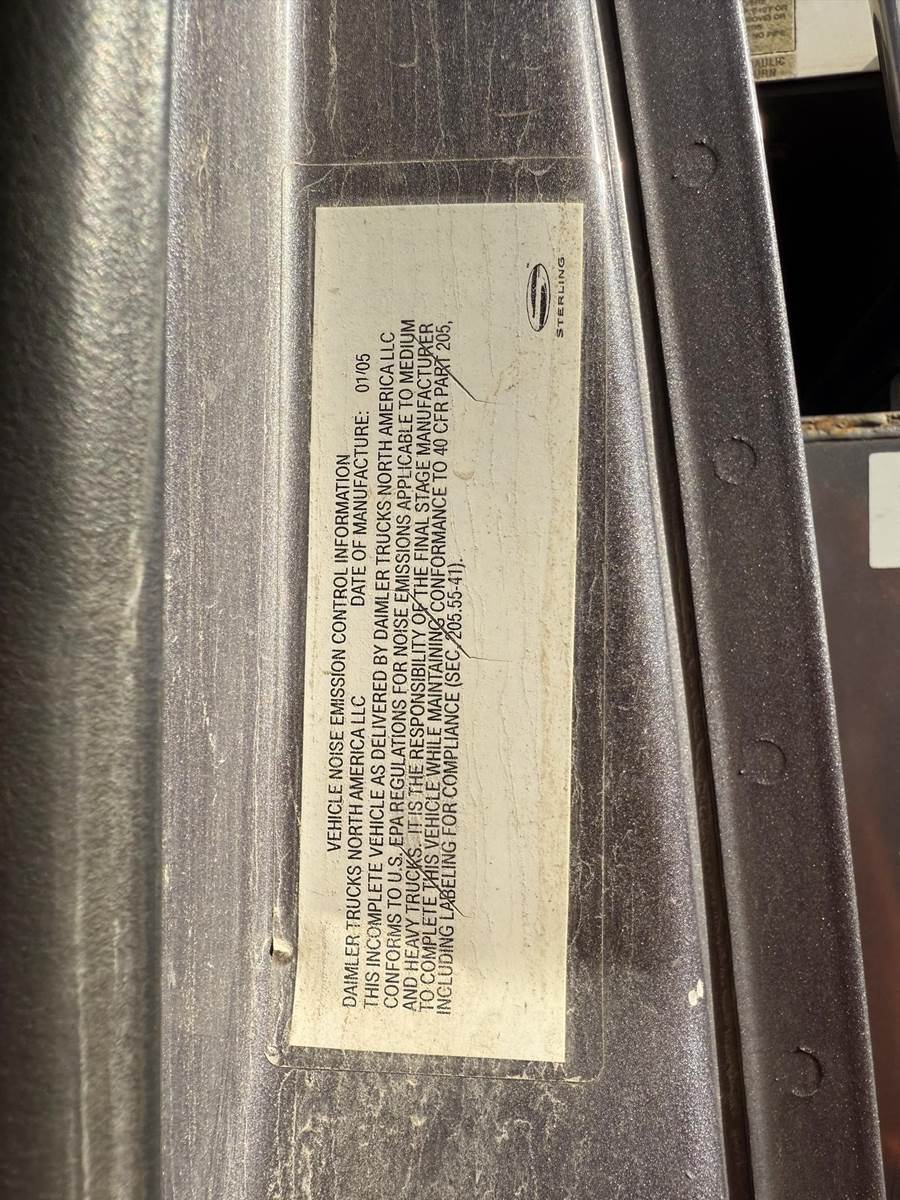 VEHICLE NOISE EMISSION CONTROL INFORMATION
DAIMLER TRUCKS NORTH AMERICA LLC DATE OF MANUFACTURE: 01/05
THIS INCOMPLETE VEHICLE AS DELIVERED BY DAIMLER TRUCKS NORTH AMERICA LLC
CONFORMS TO U.S. EPA REGULATIONS FOR NOISE EMISSIONS APPLICABLE TO MEDIUM
AND HEAVY TRUCKS. IT IS THE RESPONSIBILITY OF THE FINAL STAGE MANUFACTURER
TO COMPLETE THIS VEHICLE WHILE MAINTAINING CONFORMANCE TO 40 CFR PART 205,
INCLUDING LABELING FOR COMPLIANCE (SEC. 205.55-41).
STERLING